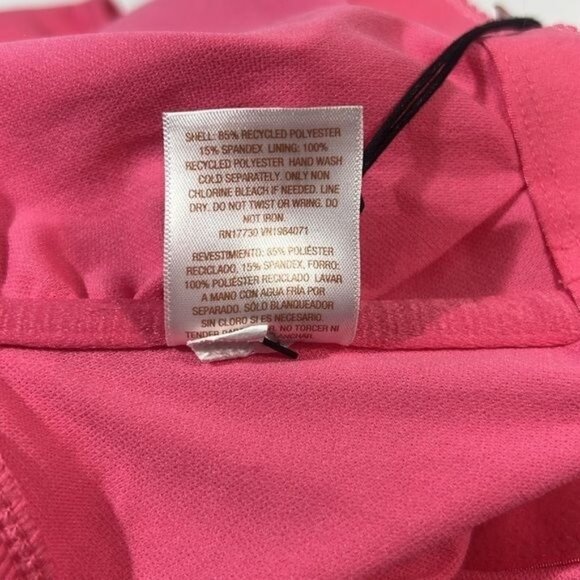 SHELL: 85% RECYCLED POLYESTER
15% SPANDEX LINING: 100%
RECYCLED POLYESTER HAND WASH
COLD SEPARATELY. ONLY NON
CHLORINE BLEACH IF NEEDED. LINE
DRY. DO NOT TWIST OR WRING. DO
NOT IRON.
RN17730 VN1984071
REVESTIMIENTO: 85% POLIÉSTER
RECICLADO, 15% SPANDEX, FORRO:
100% POLIÉSTER RECICLADO LAVAR
A MANO CON AGUA FRÍA POR
SEPARADO. SÓLO BLANQUEADOR
SIN CLORO SI ES NECESARIO
TENDER NO TORCER NI
PLANCHAR